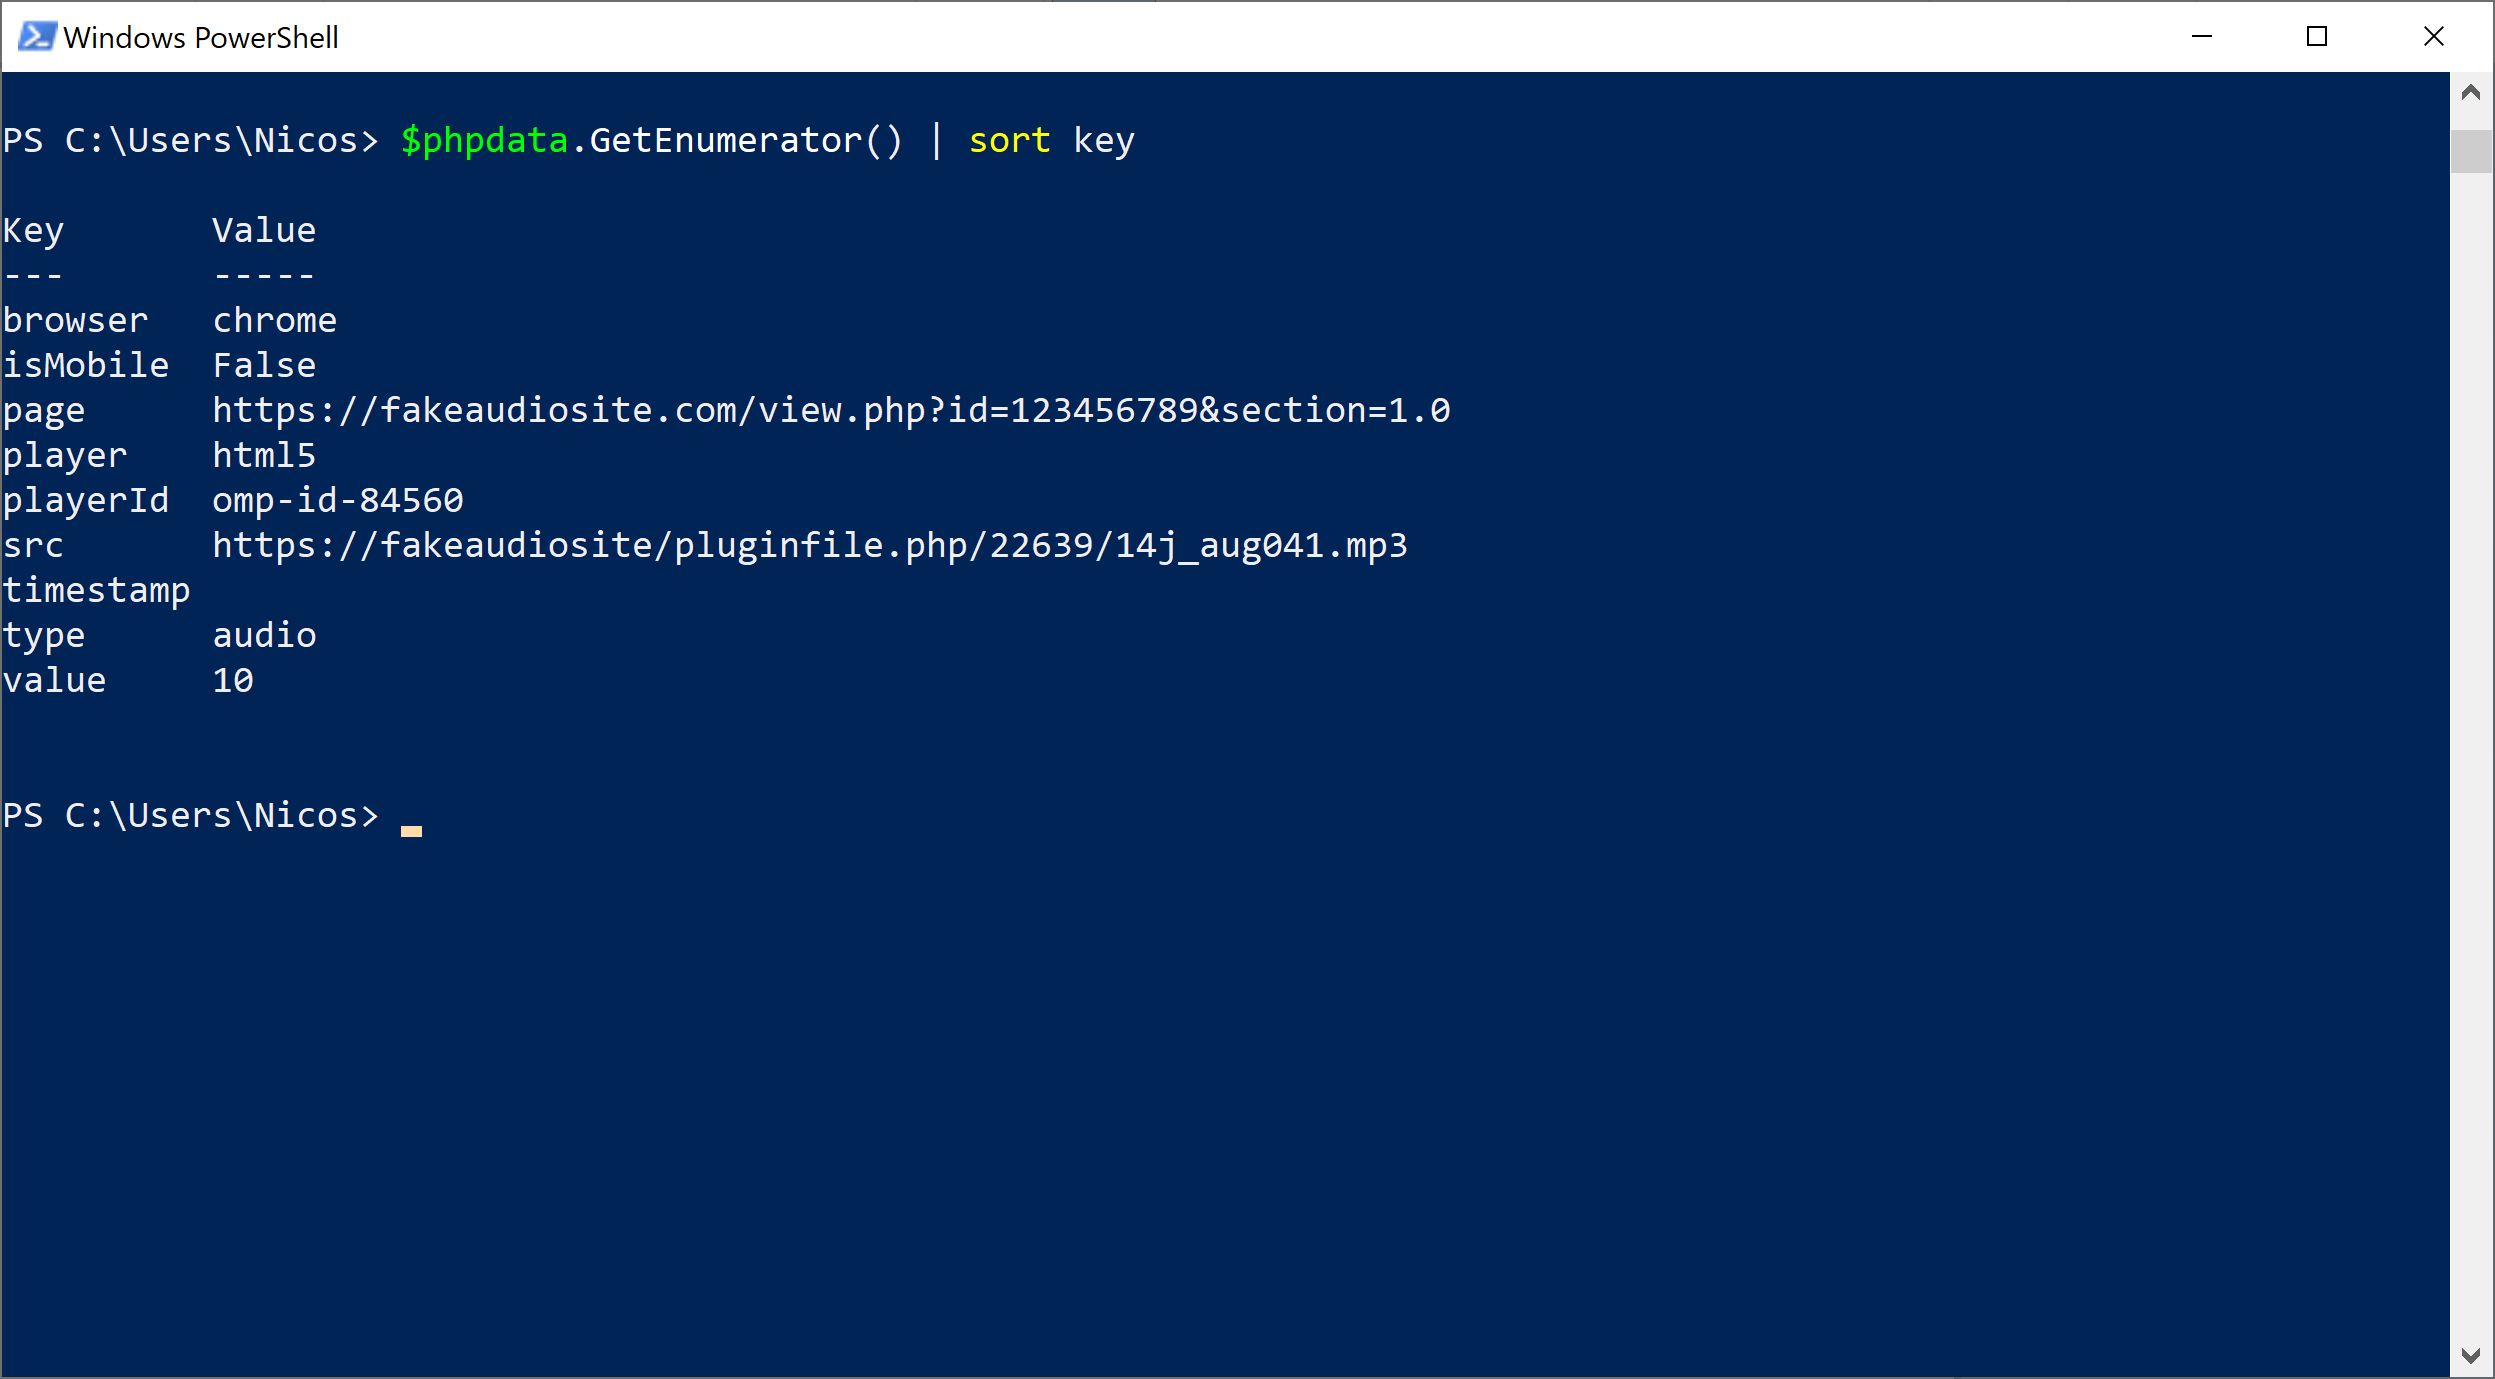 Windows PowerShell
PS C:\Users\Nicos> $phpdata.GetEnumerator() | sort key
Key       Value
---       -----
browser   chrome
isMobile  False
page      https://fakeaudiosite.com/view.php?id=123456789&section=1.0
player    html5
playerId  omp-id-84560
src       https://fakeaudiosite/pluginfile.php/22639/14j_aug041.mp3
timestamp
type      audio
value     10
PS C:\Users\Nicos>